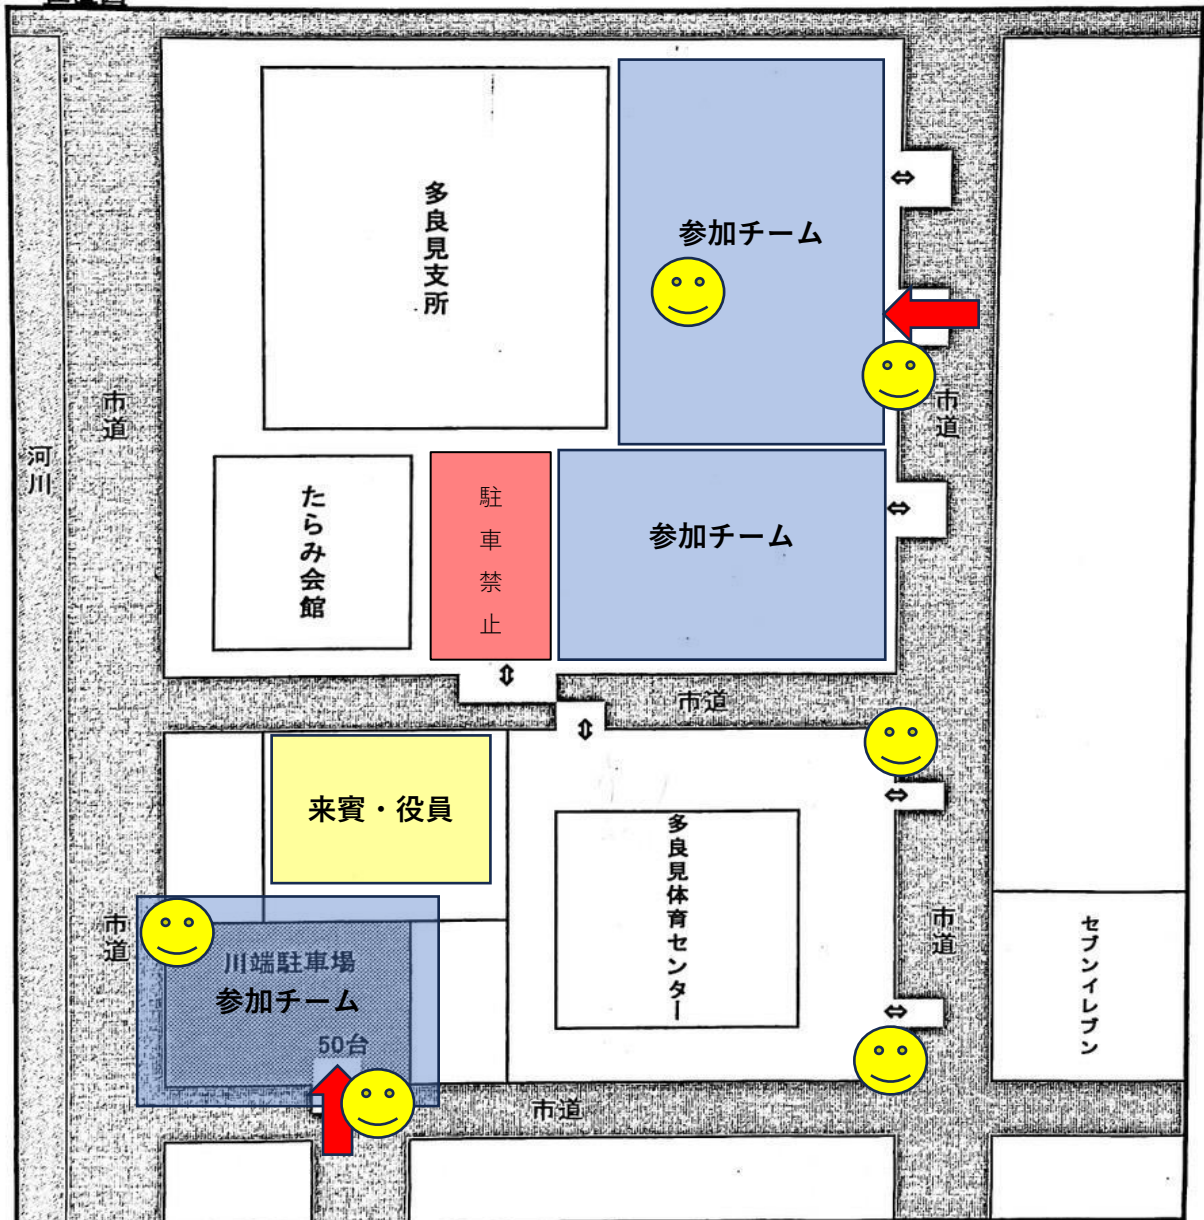 多良見支所
参加チーム
市道
市道
河川
たらみ会館
駐車禁止
参加チーム
市道
来賓・役員
多良見体育センター
市道
市道
セブンイレブン
川端駐車場
参加チーム
50台
市道